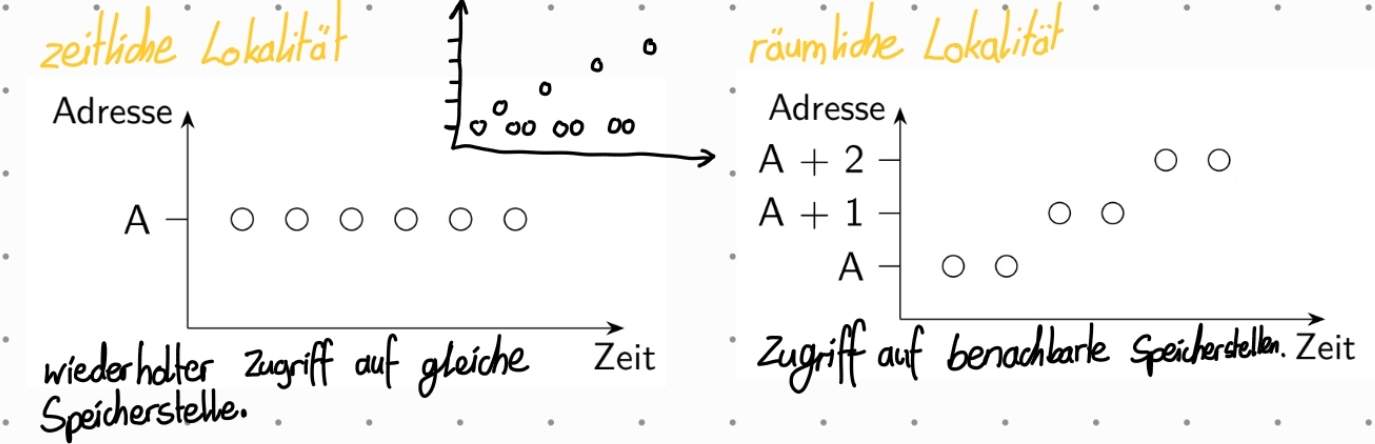 zeitliche Lokalität
Adresse
A
Zeit
wiederholter Zugriff auf gleiche
Speicherstelle.
räumliche Lokalität
Adresse
A + 2
A + 1
A
Zugriff auf benachbarte Speicherstellen.
Zeit